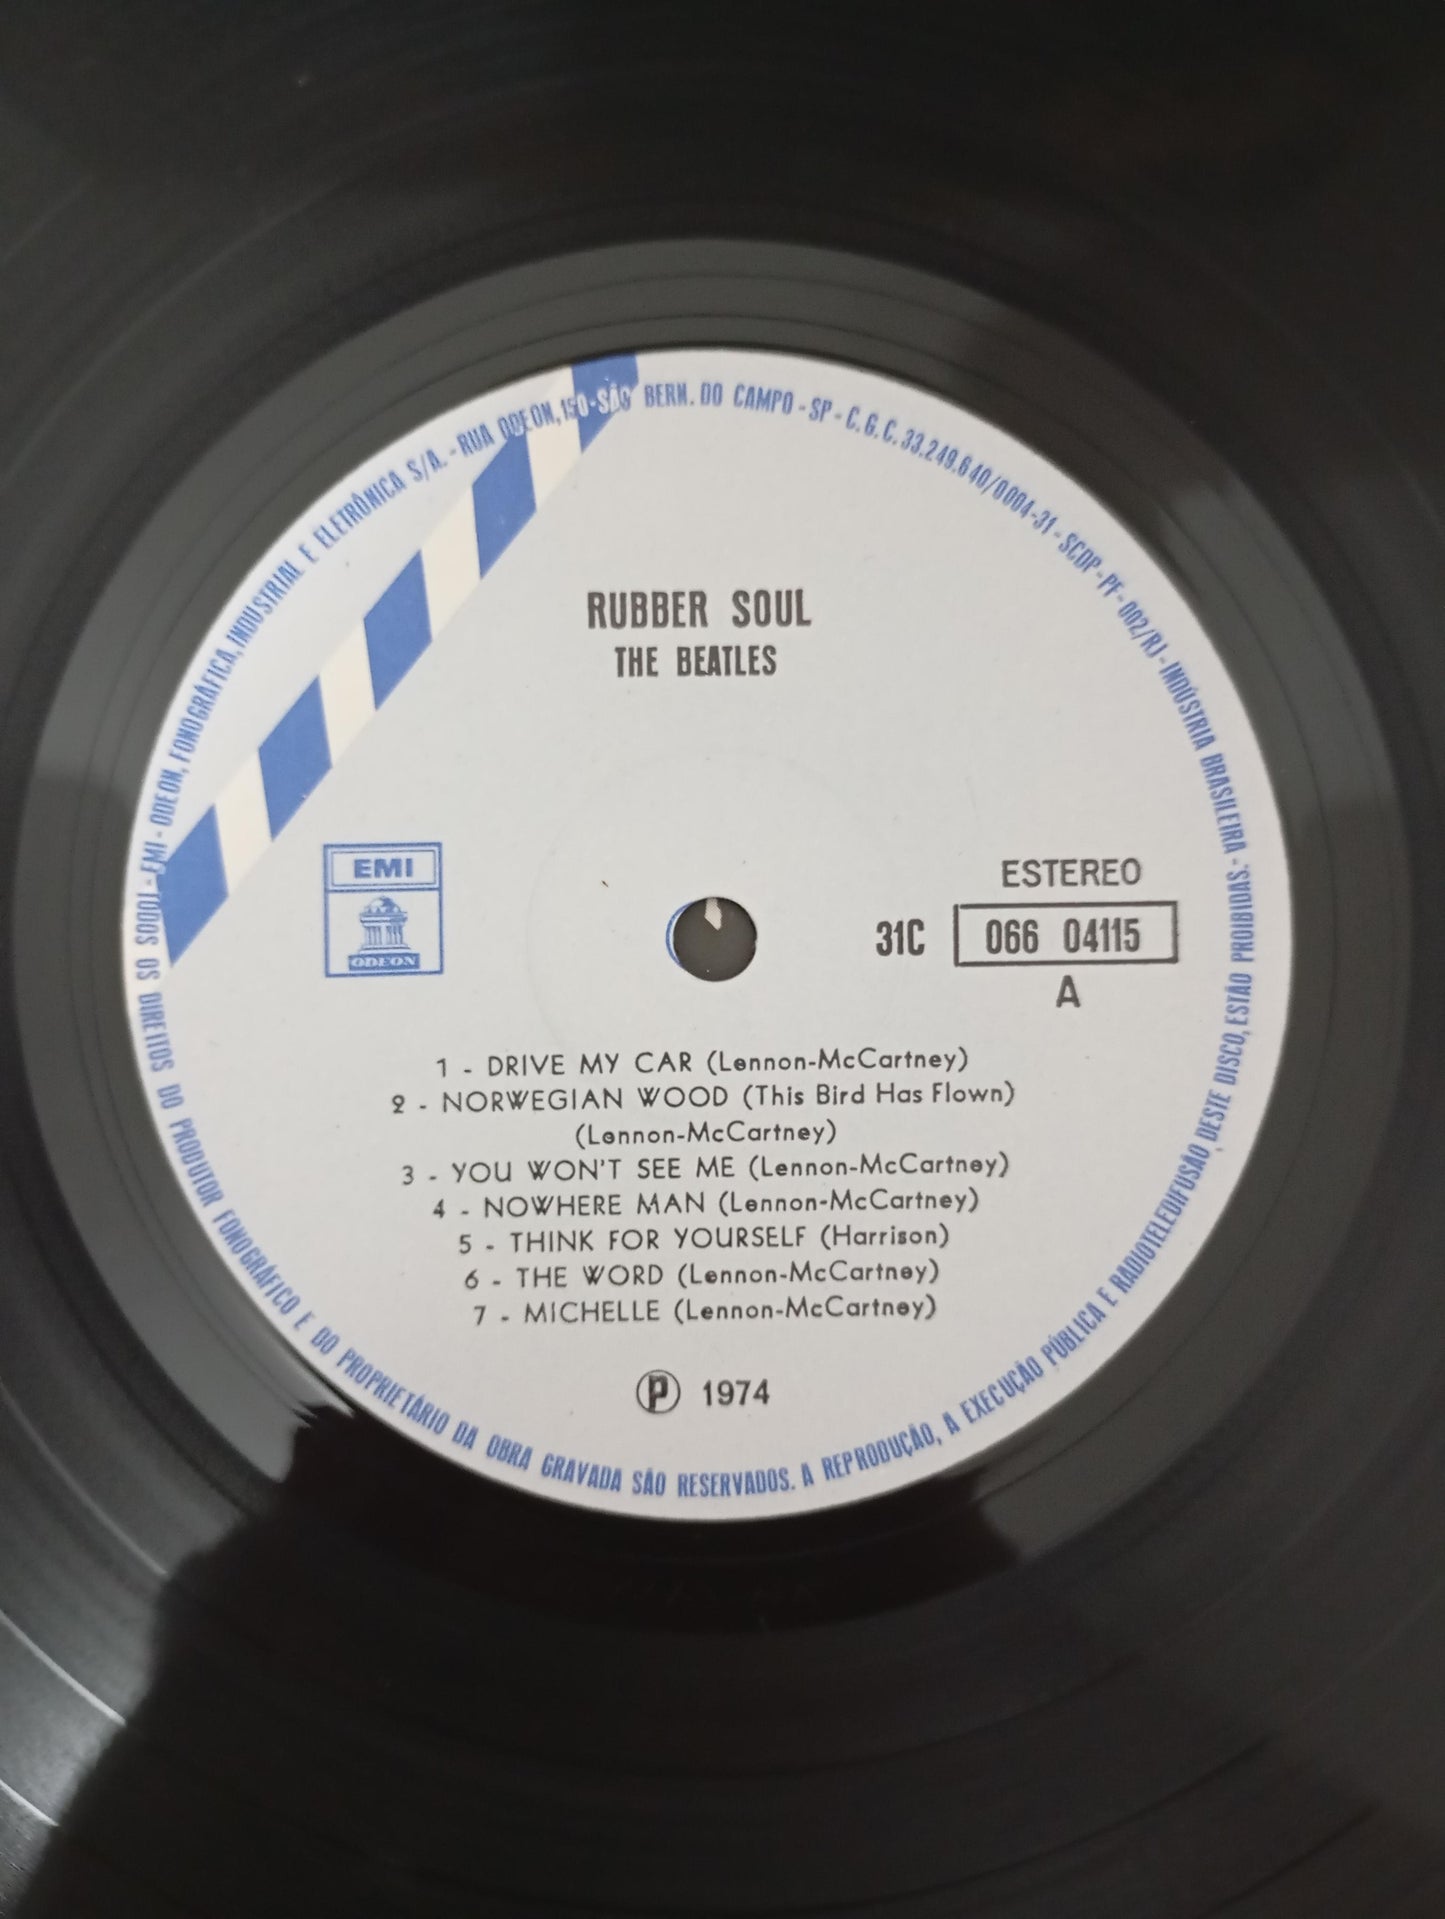 TODOS OS DIREITOS DO PRODUTOR FONOGRÁFICO E DO PROPRIETÁRIO DA OBRA GRAVADA SÃO RESERVADOS. A REPRODUÇÃO, A EXECUÇÃO PÚBLICA E RADIOTELEDIFUSÃO DESTE DISCO, ESTÃO PROIBIDAS. - EMI - ODEON, FONOGRÁFICA, INDUSTRIAL E ELETRÔNICA S/A. - RUA ODEON, 150 - SÃO BERN. DO CAMPO - SP - C.G.C. 33.249.640/0004-31 - SCDP - PF - 002/RJ - INDÚSTRIA BRASILEIRA -
RUBBER SOUL
THE BEATLES
EMI
ODEON
ESTEREO
31C 066 04115
A
1 - DRIVE MY CAR (Lennon-McCartney)
2 - NORWEGIAN WOOD (This Bird Has Flown)
(Lennon-McCartney)
3 - YOU WON'T SEE ME (Lennon-McCartney)
4 - NOWHERE MAN (Lennon-McCartney)
5 - THINK FOR YOURSELF (Harrison)
6 - THE WORD (Lennon-McCartney)
7 - MICHELLE (Lennon-McCartney)
℗ 1974